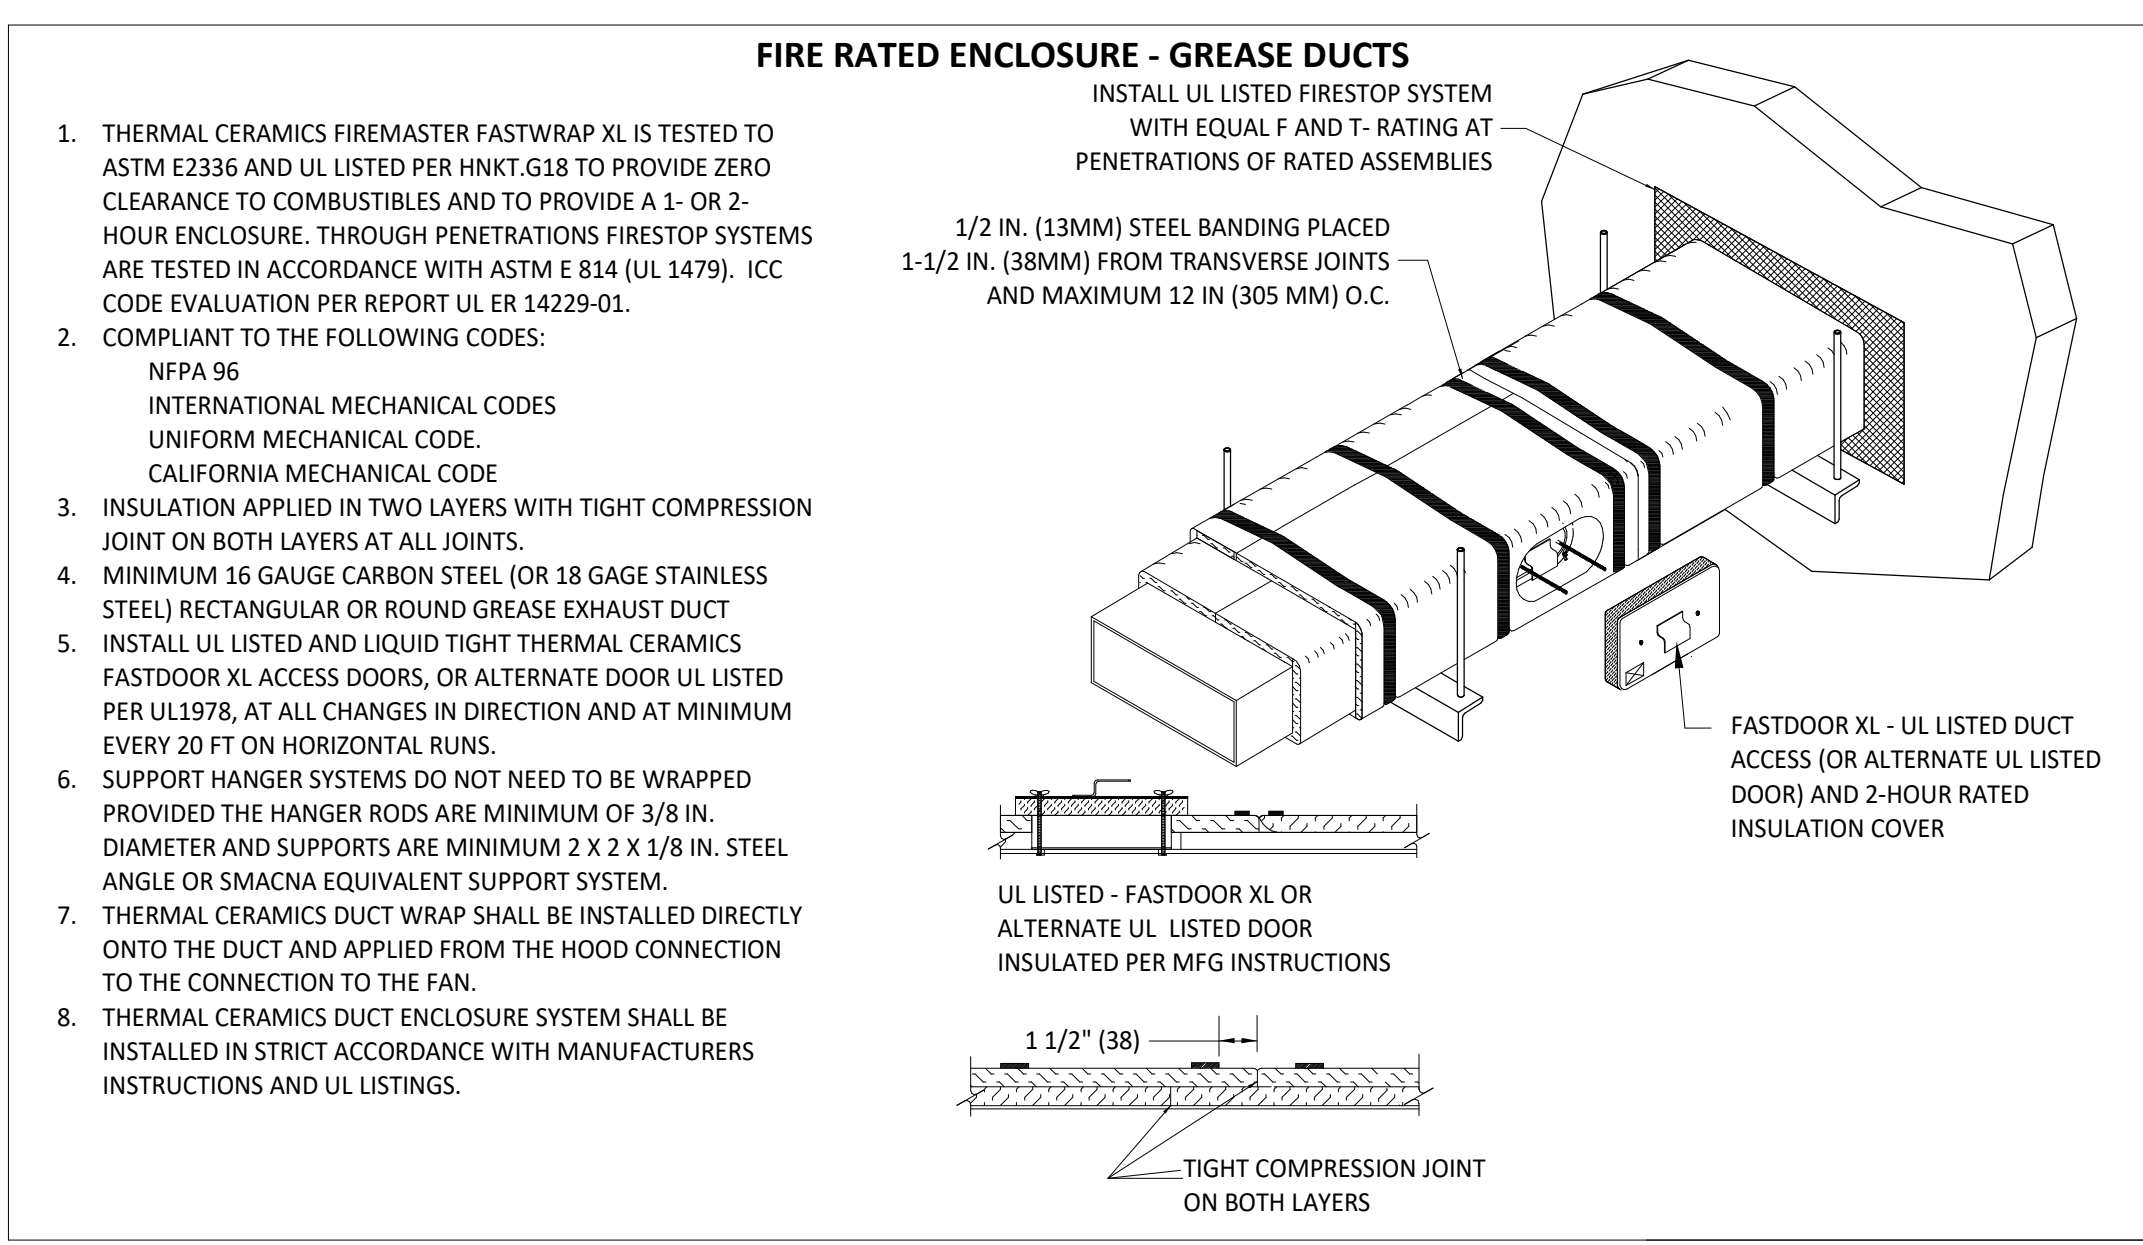 FIRE RATED ENCLOSURE - GREASE DUCTS
1. THERMAL CERAMICS FIREMASTER FASTWRAP XL IS TESTED TO
ASTM E2336 AND UL LISTED PER HNKT.G18 TO PROVIDE ZERO
CLEARANCE TO COMBUSTIBLES AND TO PROVIDE A 1- OR 2-
HOUR ENCLOSURE. THROUGH PENETRATIONS FIRESTOP SYSTEMS
ARE TESTED IN ACCORDANCE WITH ASTM E 814 (UL 1479). ICC
CODE EVALUATION PER REPORT UL ER 14229-01.
2. COMPLIANT TO THE FOLLOWING CODES:
NFPA 96
INTERNATIONAL MECHANICAL CODES
UNIFORM MECHANICAL CODE.
CALIFORNIA MECHANICAL CODE
3. INSULATION APPLIED IN TWO LAYERS WITH TIGHT COMPRESSION
JOINT ON BOTH LAYERS AT ALL JOINTS.
4. MINIMUM 16 GAUGE CARBON STEEL (OR 18 GAGE STAINLESS
STEEL) RECTANGULAR OR ROUND GREASE EXHAUST DUCT
5. INSTALL UL LISTED AND LIQUID TIGHT THERMAL CERAMICS
FASTDOOR XL ACCESS DOORS, OR ALTERNATE DOOR UL LISTED
PER UL1978, AT ALL CHANGES IN DIRECTION AND AT MINIMUM
EVERY 20 FT ON HORIZONTAL RUNS.
6. SUPPORT HANGER SYSTEMS DO NOT NEED TO BE WRAPPED
PROVIDED THE HANGER RODS ARE MINIMUM OF 3/8 IN.
DIAMETER AND SUPPORTS ARE MINIMUM 2 X 2 X 1/8 IN. STEEL
ANGLE OR SMACNA EQUIVALENT SUPPORT SYSTEM.
7. THERMAL CERAMICS DUCT WRAP SHALL BE INSTALLED DIRECTLY
ONTO THE DUCT AND APPLIED FROM THE HOOD CONNECTION
TO THE CONNECTION TO THE FAN.
8. THERMAL CERAMICS DUCT ENCLOSURE SYSTEM SHALL BE
INSTALLED IN STRICT ACCORDANCE WITH MANUFACTURERS
INSTRUCTIONS AND UL LISTINGS.
INSTALL UL LISTED FIRESTOP SYSTEM
WITH EQUAL F AND T- RATING AT
PENETRATIONS OF RATED ASSEMBLIES
1/2 IN. (13MM) STEEL BANDING PLACED
1-1/2 IN. (38MM) FROM TRANSVERSE JOINTS
AND MAXIMUM 12 IN (305 MM) O.C.
FASTDOOR XL - UL LISTED DUCT
ACCESS (OR ALTERNATE UL LISTED
DOOR) AND 2-HOUR RATED
INSULATION COVER
UL LISTED - FASTDOOR XL OR
ALTERNATE UL LISTED DOOR
INSULATED PER MFG INSTRUCTIONS
1 1/2" (38)
TIGHT COMPRESSION JOINT
ON BOTH LAYERS